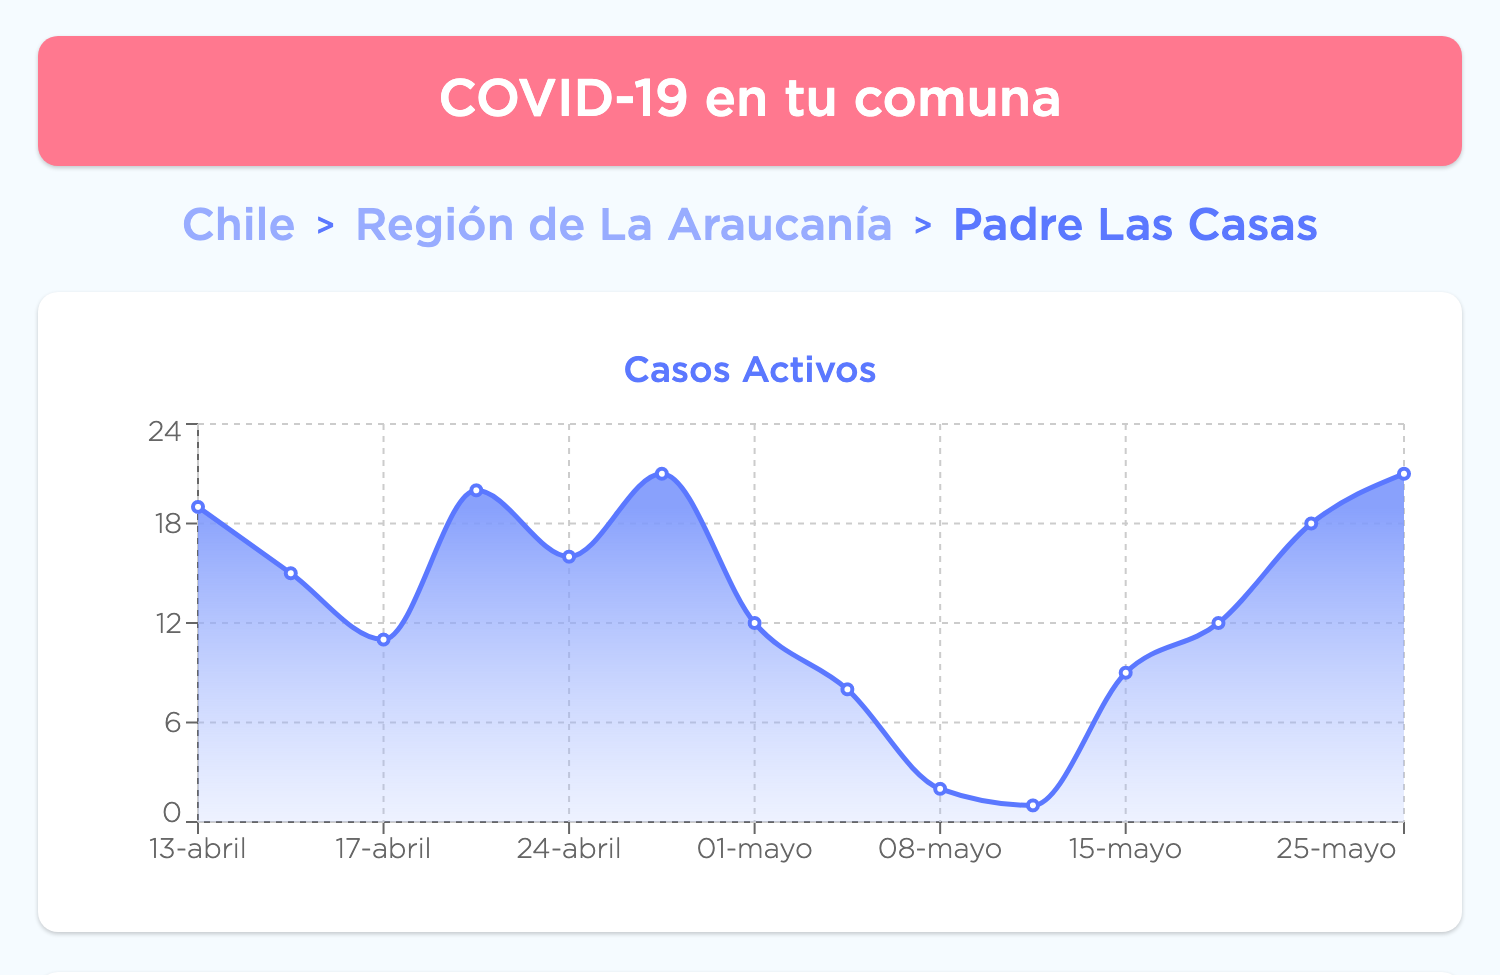 COVID-19 en tu comuna
Chile > Región de La Araucanía > Padre Las Casas
Casos Activos
24
18
12
6
0
13-abril 17-abril 24-abril 01-mayo 08-mayo 15-mayo 25-mayo